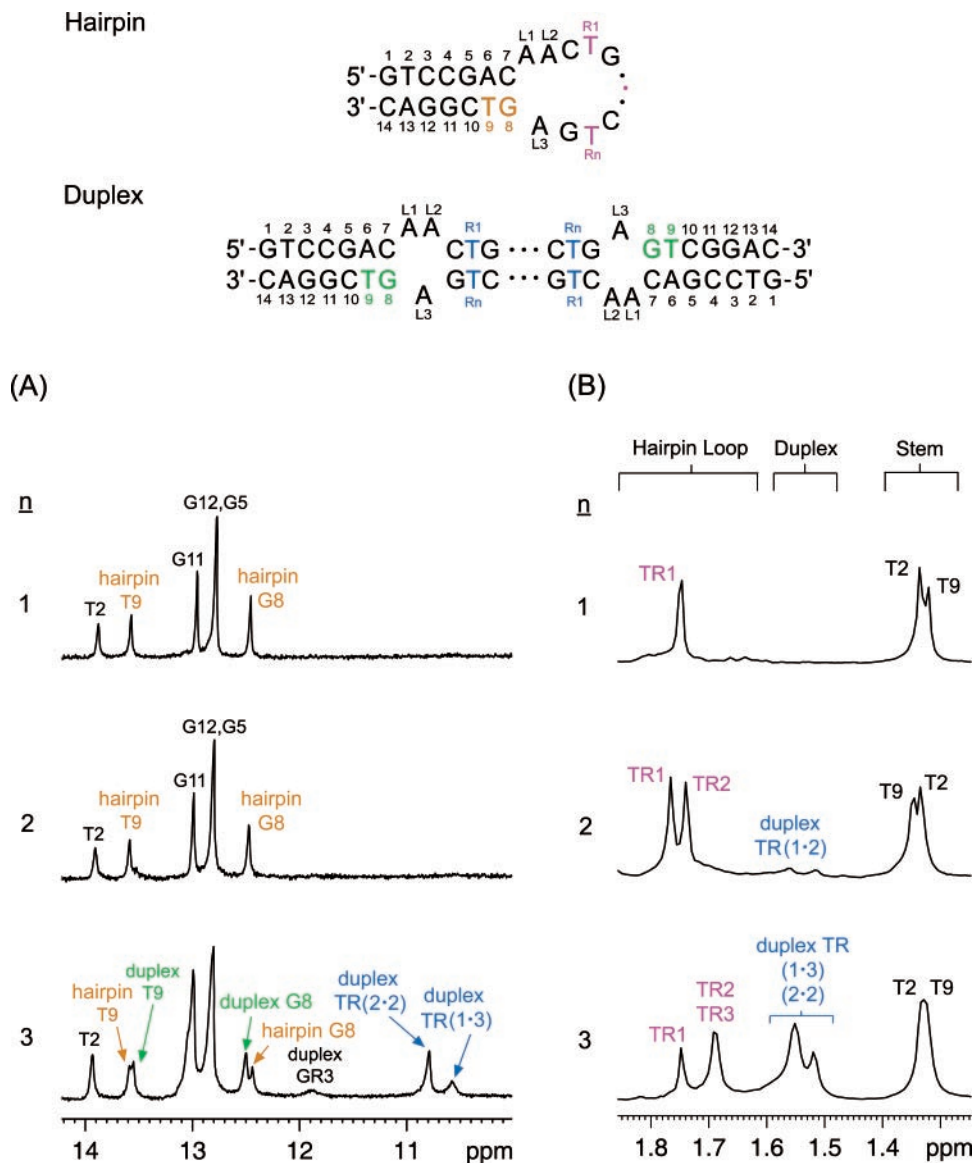 Hairpin
L1 L2 R1
1 2 3 4 5 6 7 A A C T G
5'-GTCCGAC
3'-CAGGCTG
14 13 12 11 10 9 8 A G T C
L3 Rn
Duplex
L1 L2 L3
1 2 3 4 5 6 7 A A R1 Rn A 8 9 10 11 12 13 14
5'-GTCCGAC CTG ··· CTG GTCGGAC-3'
3'-CAGGCTG GTC ··· GTC CAGCCTG-5'
14 13 12 11 10 9 8 A Rn R1 A A 7 6 5 4 3 2 1
L3 L2 L1
(A)
n
1
T2
hairpin
T9
G11
G12,G5
hairpin
G8
2
T2
hairpin
T9
G11
G12,G5
hairpin
G8
3
T2
hairpin
T9
duplex
T9
duplex G8
hairpin G8
duplex
GR3
duplex
TR(2·2)
duplex
TR(1·3)
14 13 12 11 ppm
(B)
Hairpin Loop Duplex Stem
n
1
TR1
T2
T9
2
TR1 TR2
duplex
TR(1·2)
T9 T2
3
TR1
TR2
TR3
duplex TR
(1·3)
(2·2)
T2 T9
1.8 1.7 1.6 1.5 1.4 ppm